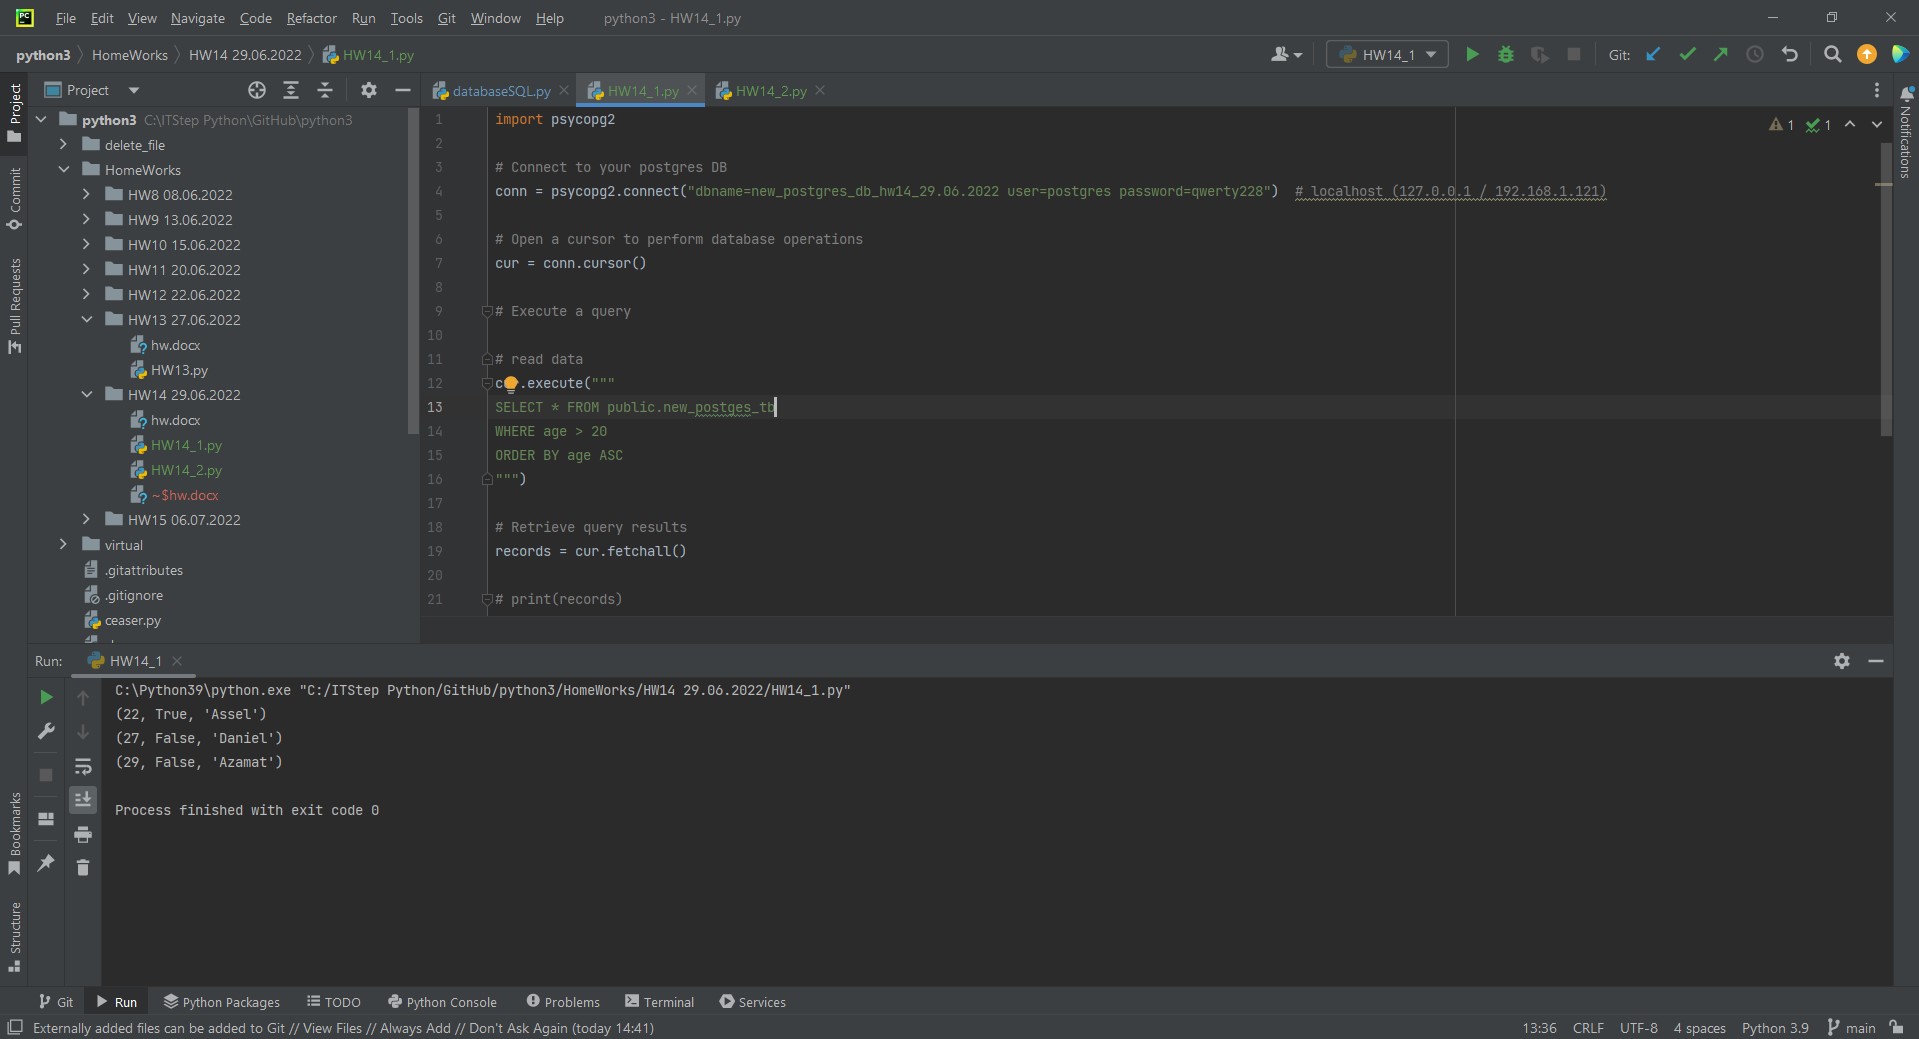 File Edit View Navigate Code Refactor Run Tools Git Window Help python3 - HW14_1.py
python3 HomeWorks HW14 29.06.2022 HW14_1.py HW14_1 Git:
Project
databaseSQL.py HW14_1.py HW14_2.py
python3 C:\ITStep Python\GitHub\python3
delete_file
HomeWorks
HW8 08.06.2022
HW9 13.06.2022
HW10 15.06.2022
HW11 20.06.2022
HW12 22.06.2022
HW13 27.06.2022
hw.docx
HW13.py
HW14 29.06.2022
hw.docx
HW14_1.py
HW14_2.py
~$hw.docx
HW15 06.07.2022
virtual
.gitattributes
.gitignore
ceaser.py
1 import psycopg2
2
3 # Connect to your postgres DB
4 conn = psycopg2.connect("dbname=new_postgres_db_hw14_29.06.2022 user=postgres password=qwerty228")  # localhost (127.0.0.1 / 192.168.1.121)
5
6 # Open a cursor to perform database operations
7 cur = conn.cursor()
8
9 # Execute a query
10
11 # read data
12 c .execute("""
13 SELECT * FROM public.new_postges_tb
14 WHERE age > 20
15 ORDER BY age ASC
16 """)
17
18 # Retrieve query results
19 records = cur.fetchall()
20
21 # print(records)
1 1
Project
Commit
Pull Requests
Bookmarks
Structure
Notifications
Run: HW14_1
C:\Python39\python.exe "C:/ITStep Python/GitHub/python3/HomeWorks/HW14 29.06.2022/HW14_1.py"
(22, True, 'Assel')
(27, False, 'Daniel')
(29, False, 'Azamat')
Process finished with exit code 0
Git Run Python Packages TODO Python Console Problems Terminal Services
Externally added files can be added to Git // View Files // Always Add // Don't Ask Again (today 14:41) 13:36 CRLF UTF-8 4 spaces Python 3.9 main